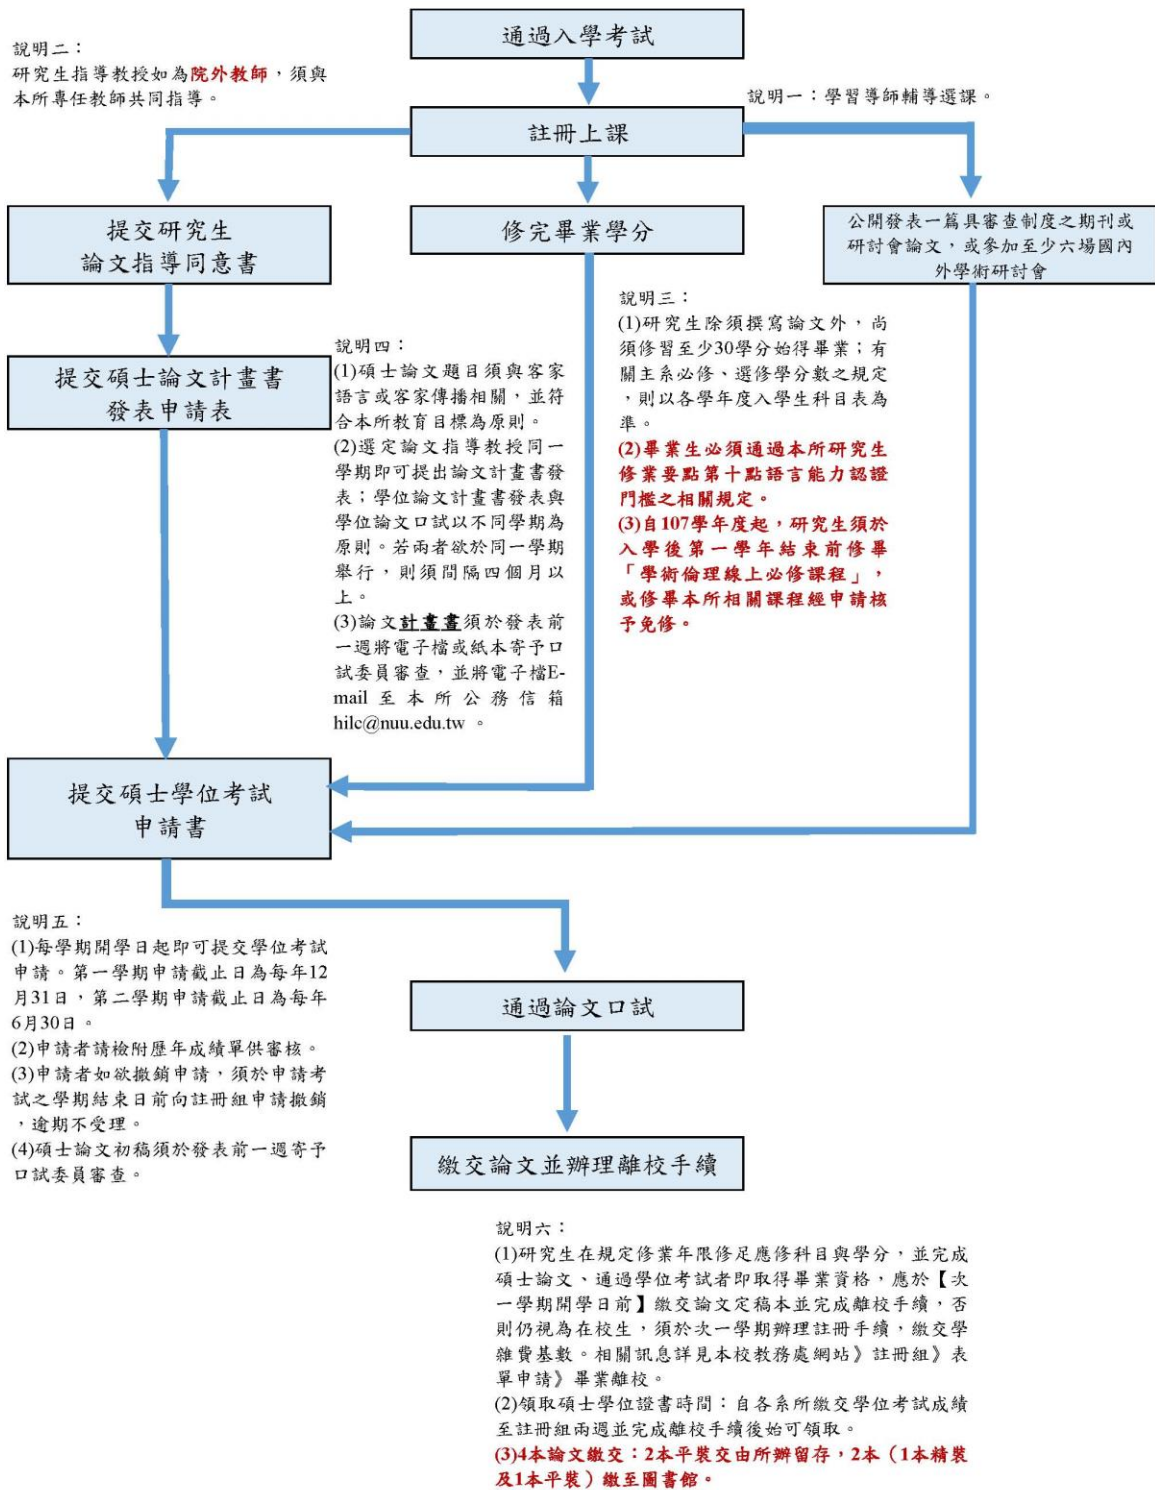 通過入學考試
說明二：
研究生指導教授如為院外教師，須與
本所專任教師共同指導。
說明一：學習導師輔導選課。
註冊上課
提交研究生
論文指導同意書
修完畢業學分
公開發表一篇具審查制度之期刊或
研討會論文，或參加至少六場國內
外學術研討會
說明三：
(1)研究生除須撰寫論文外，尚
須修習至少30學分始得畢業；有
關主系必修、選修學分數之規定
，則以各學年度入學生科目表為
準。
(2)畢業生必須通過本所研究生
修業要點第十點語言能力認證
門檻之相關規定。
(3)自107學年度起，研究生須於
入學後第一學年結束前修畢
「學術倫理線上必修課程」，
或修畢本所相關課程經申請核
予免修。
提交碩士論文計畫書
發表申請表
說明四：
(1)碩士論文題目須與客家
語言或客家傳播相關，並符
合本所教育目標為原則。
(2)選定論文指導教授同一
學期即可提出論文計畫書發
表；學位論文計畫書發表與
學位論文口試以不同學期為
原則。若兩者欲於同一學期
舉行，則須間隔四個月以
上。
(3)論文計畫書須於發表前
一週將電子檔或紙本寄予口
試委員審查，並將電子檔E-
mail 至本所公務信箱
hilc@nuu.edu.tw 。
提交碩士學位考試
申請書
說明五：
(1)每學期開學日起即可提交學位考試
申請。第一學期申請截止日為每年12
月31日，第二學期申請截止日為每年
6月30日。
(2)申請者請檢附歷年成績單供審核。
(3)申請者如欲撤銷申請，須於申請考
試之學期結束日前向註冊組申請撤銷
，逾期不受理。
(4)碩士論文初稿須於發表前一週寄予
口試委員審查。
通過論文口試
繳交論文並辦理離校手續
說明六：
(1)研究生在規定修業年限修足應修科目與學分，並完成
碩士論文、通過學位考試者即取得畢業資格，應於【次
一學期開學日前】繳交論文定稿本並完成離校手續，否
則仍視為在校生，須於次一學期辦理註冊手續，繳交學
雜費基數。相關訊息詳見本校教務處網站》註冊組》表
單申請》畢業離校。
(2)領取碩士學位證書時間：自各系所繳交學位考試成績
至註冊組兩週並完成離校手續後始可領取。
(3)4本論文繳交：2本平裝交由所辦留存，2本（1本精裝
及1本平裝）繳至圖書館。